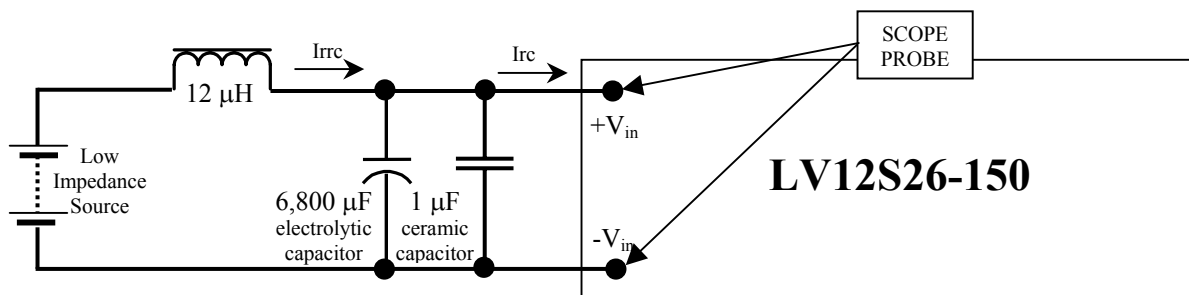 Irrc
Irc
SCOPE
PROBE
12 μH
+Vin
Low
Impedance
Source
LV12S26-150
6,800 μF
electrolytic
capacitor
1 μF
ceramic
capacitor
-Vin